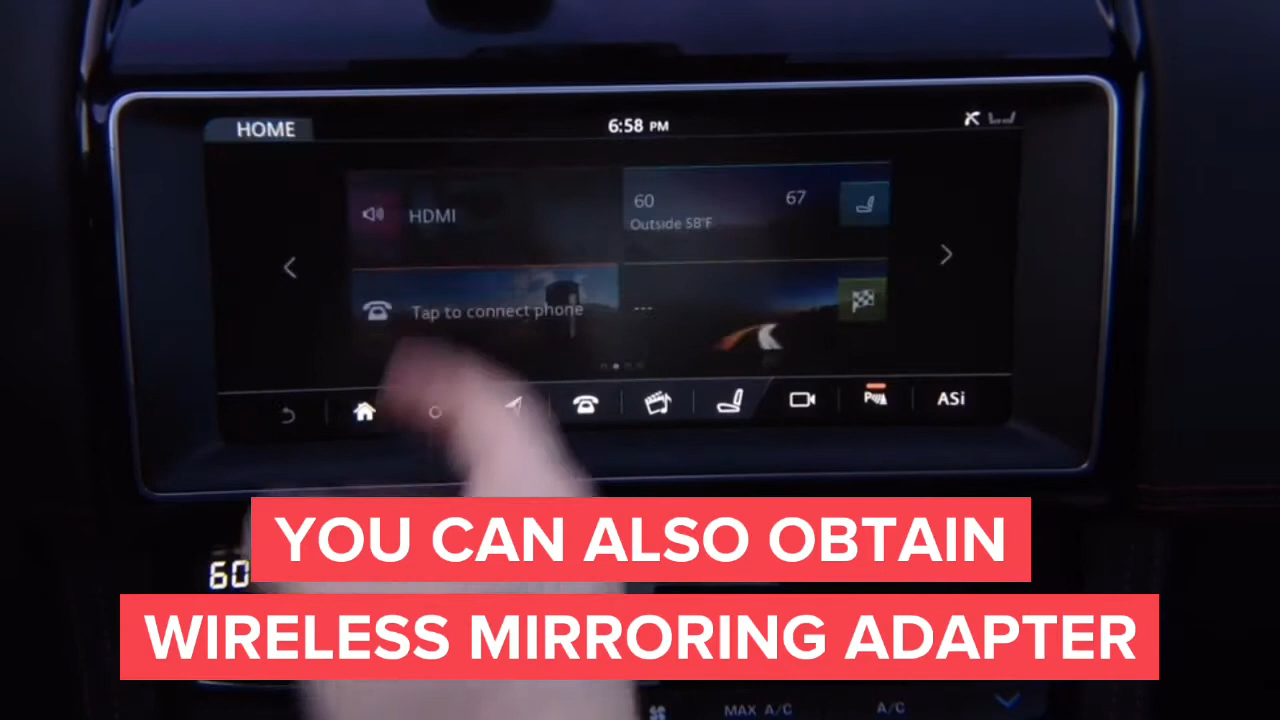 HOME
6:58 PM
HDMI
60
67
Outside 58°F
Tap to connect phone
---
ASi
YOU CAN ALSO OBTAIN
60
WIRELESS MIRRORING ADAPTER
MAX A/C
A/C